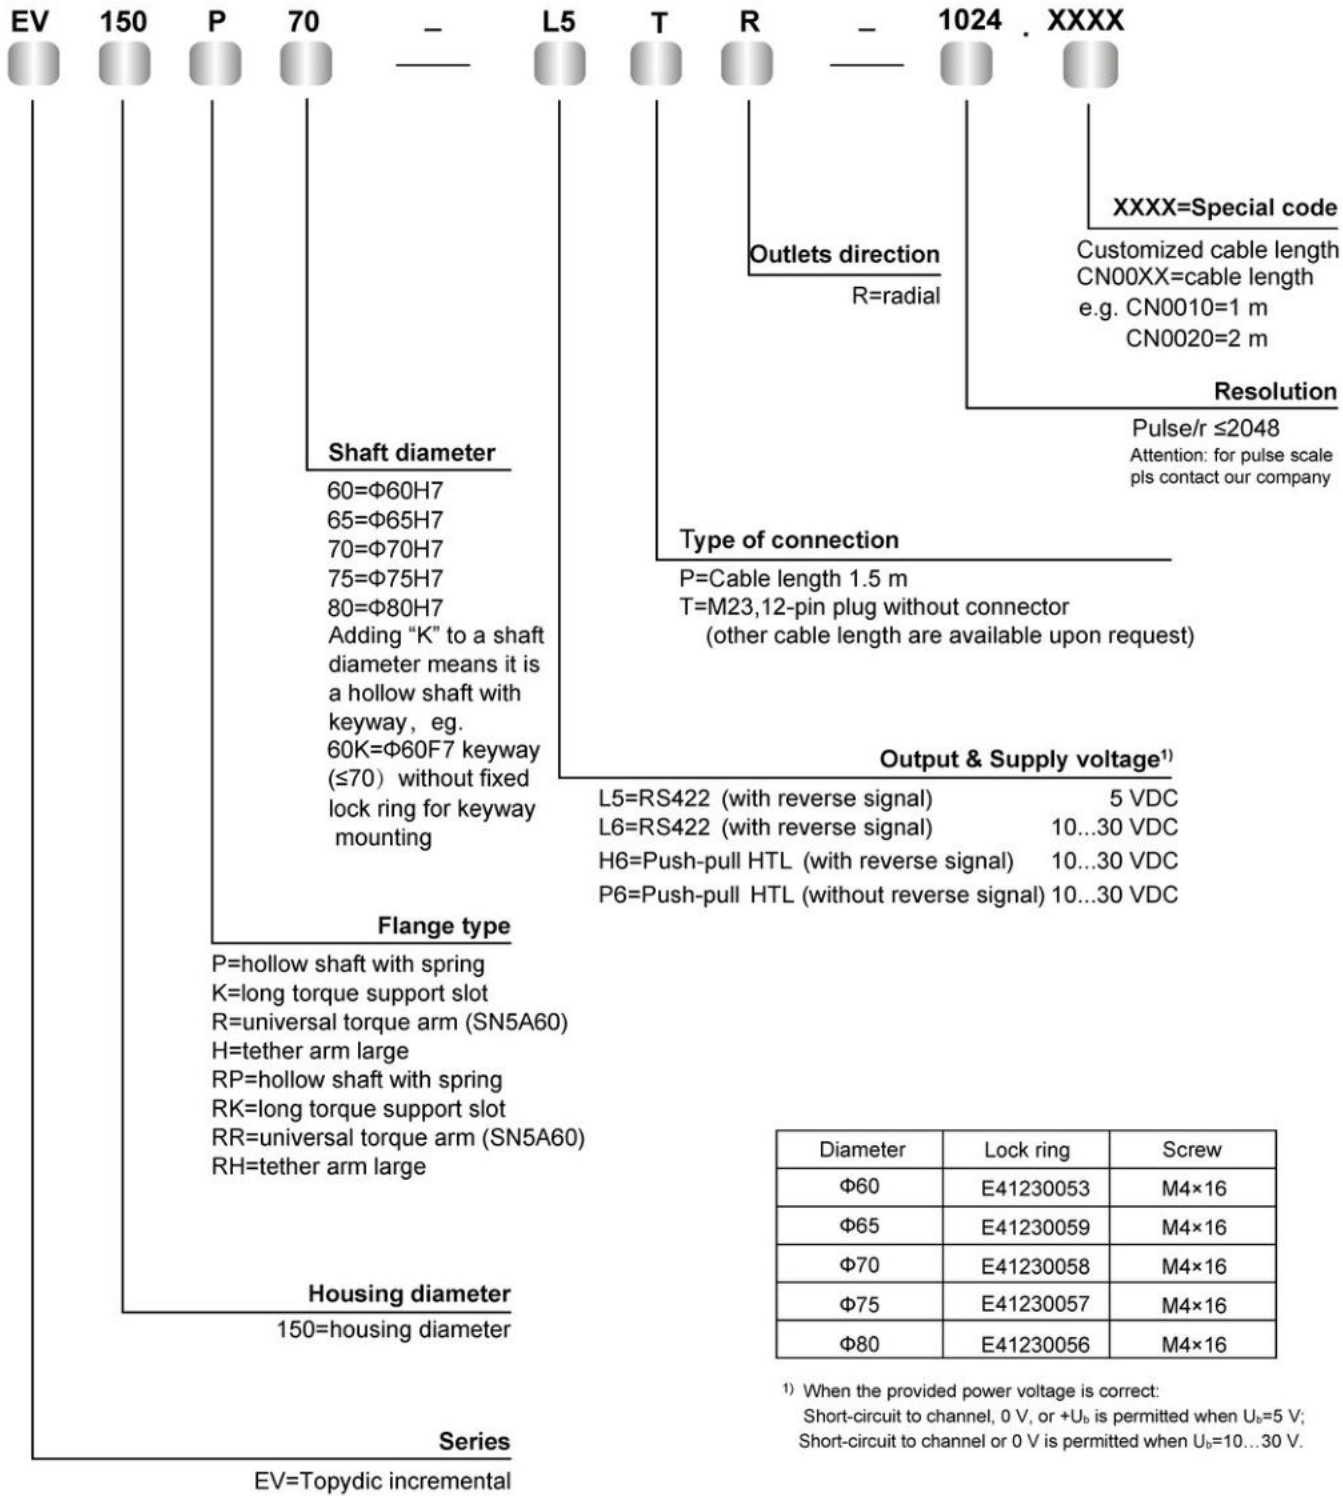 EV 150 P 70 – L5 T R – 1024 . XXXX
XXXX=Special code
Customized cable length
CN00XX=cable length
e.g. CN0010=1 m
CN0020=2 m
Outlets direction
R=radial
Resolution
Pulse/r ≤2048
Attention: for pulse scale
pls contact our company
Shaft diameter
60=Φ60H7
65=Φ65H7
70=Φ70H7
75=Φ75H7
80=Φ80H7
Adding “K” to a shaft
diameter means it is
a hollow shaft with
keyway，eg.
60K=Φ60F7 keyway
(≤70）without fixed
lock ring for keyway
mounting
Type of connection
P=Cable length 1.5 m
T=M23,12-pin plug without connector
(other cable length are available upon request)
Output & Supply voltage¹⁾
L5=RS422 (with reverse signal) 5 VDC
L6=RS422 (with reverse signal) 10...30 VDC
H6=Push-pull HTL (with reverse signal) 10...30 VDC
P6=Push-pull HTL (without reverse signal) 10...30 VDC
Flange type
P=hollow shaft with spring
K=long torque support slot
R=universal torque arm (SN5A60)
H=tether arm large
RP=hollow shaft with spring
RK=long torque support slot
RR=universal torque arm (SN5A60)
RH=tether arm large
Housing diameter
150=housing diameter
Series
EV=Topydic incremental
Diameter Lock ring Screw
Φ60 E41230053 M4×16
Φ65 E41230059 M4×16
Φ70 E41230058 M4×16
Φ75 E41230057 M4×16
Φ80 E41230056 M4×16
¹⁾ When the provided power voltage is correct:
Short-circuit to channel, 0 V, or +U_b is permitted when U_b=5 V;
Short-circuit to channel or 0 V is permitted when U_b=10...30 V.